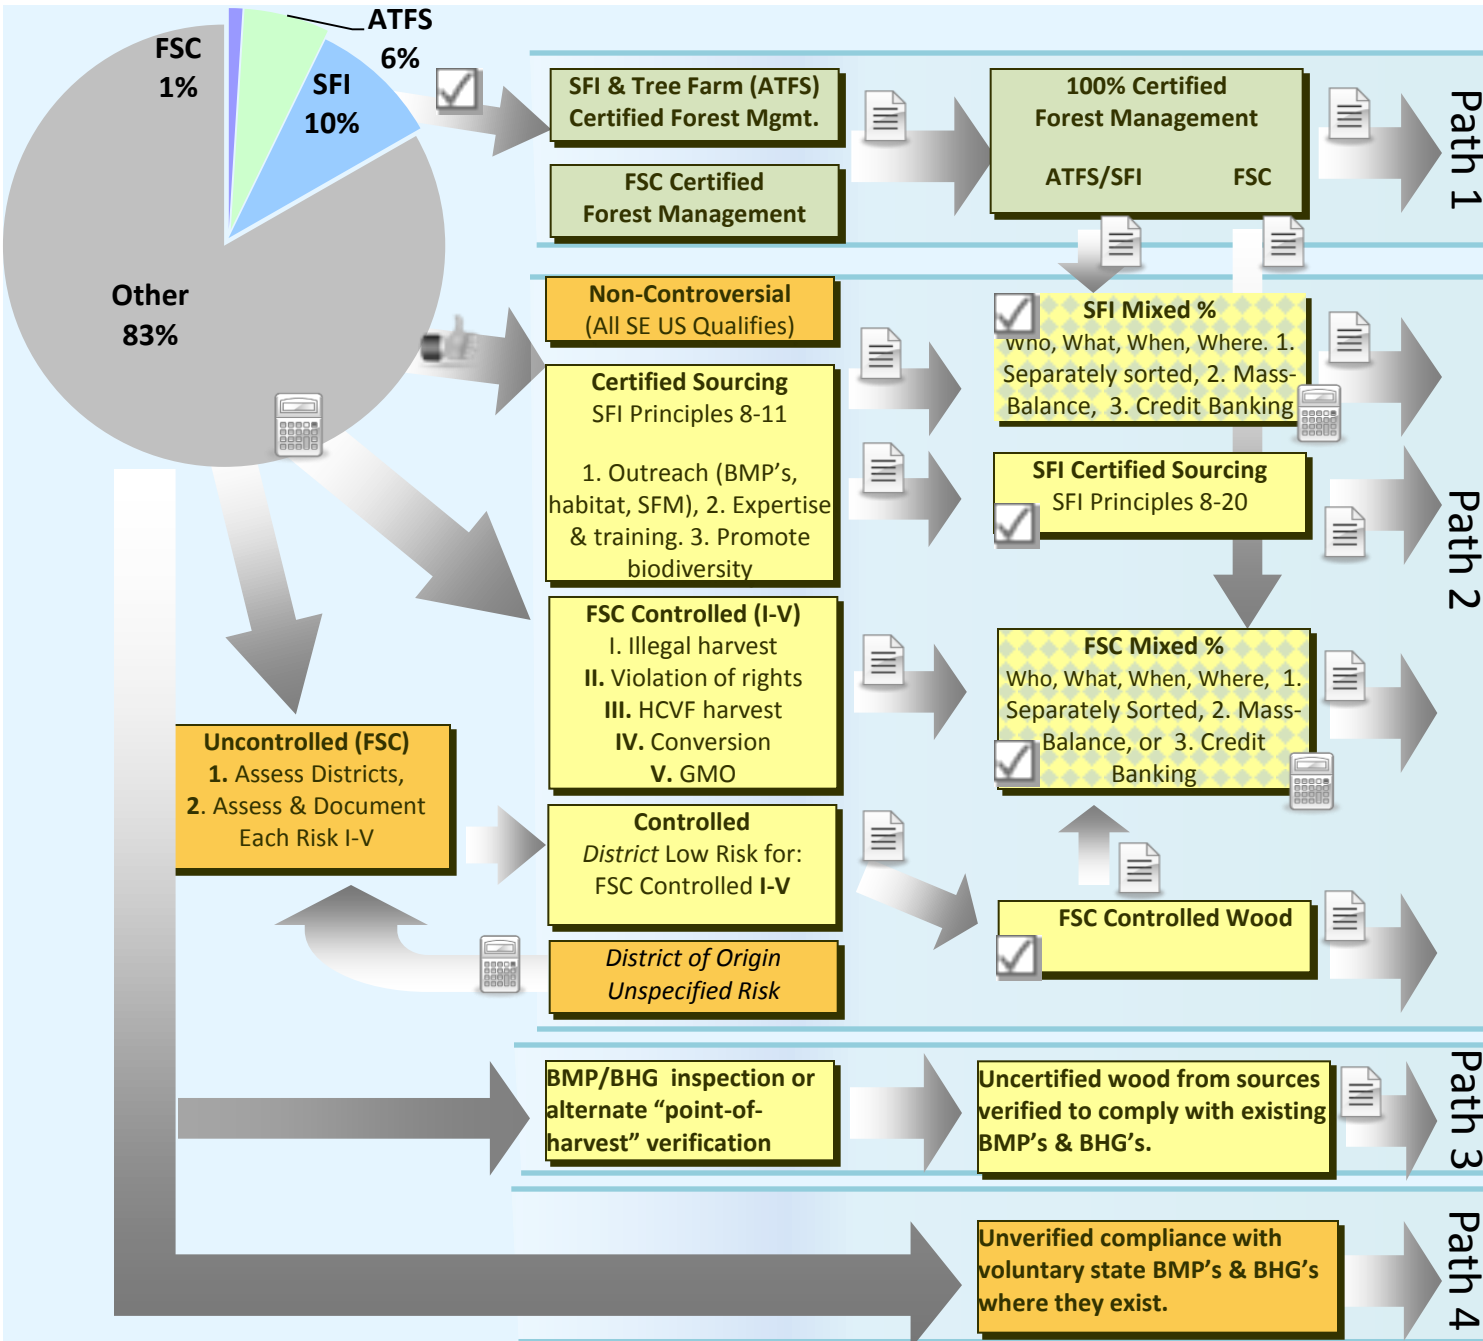 ATFS
6%
FSC
1%
SFI
10%
Other
83%
SFI & Tree Farm (ATFS)
Certified Forest Mgmt.
FSC Certified
Forest Management
100% Certified
Forest Management
ATFS/SFI FSC
Path 1
Non-Controversial
(All SE US Qualifies)
Certified Sourcing
SFI Principles 8-11
1. Outreach (BMP's,
habitat, SFM), 2. Expertise
& training. 3. Promote
biodiversity
SFI Mixed %
Who, What, When, Where. 1.
Separately sorted, 2. Mass-
Balance, 3. Credit Banking
SFI Certified Sourcing
SFI Principles 8-20
FSC Controlled (I-V)
I. Illegal harvest
II. Violation of rights
III. HCVF harvest
IV. Conversion
V. GMO
FSC Mixed %
Who, What, When, Where, 1.
Separately Sorted, 2. Mass-
Balance, or 3. Credit
Banking
Path 2
Uncontrolled (FSC)
1. Assess Districts,
2. Assess & Document
Each Risk I-V
Controlled
District Low Risk for:
FSC Controlled I-V
FSC Controlled Wood
District of Origin
Unspecified Risk
BMP/BHG inspection or
alternate “point-of-
harvest” verification
Uncertified wood from sources
verified to comply with existing
BMP's & BHG's.
Path 3
Unverified compliance with
voluntary state BMP's & BHG's
where they exist.
Path 4